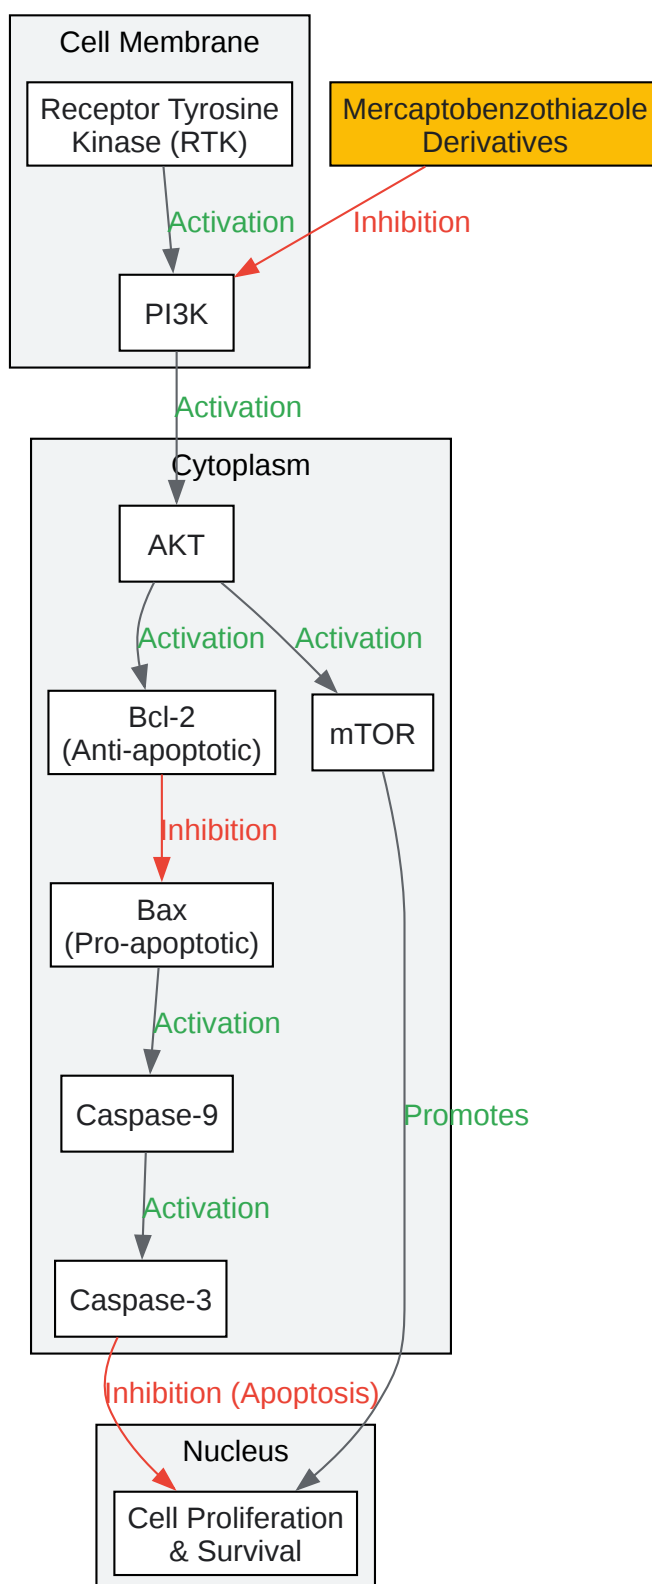 Cell Membrane
Receptor Tyrosine
Kinase (RTK)
Mercaptobenzothiazole
Derivatives
Activation
Inhibition
PI3K
Activation
Cytoplasm
AKT
Activation
Activation
Bcl-2
(Anti-apoptotic)
mTOR
Inhibition
Bax
(Pro-apoptotic)
Activation
Caspase-9
Promotes
Activation
Caspase-3
Inhibition (Apoptosis)
Nucleus
Cell Proliferation
& Survival